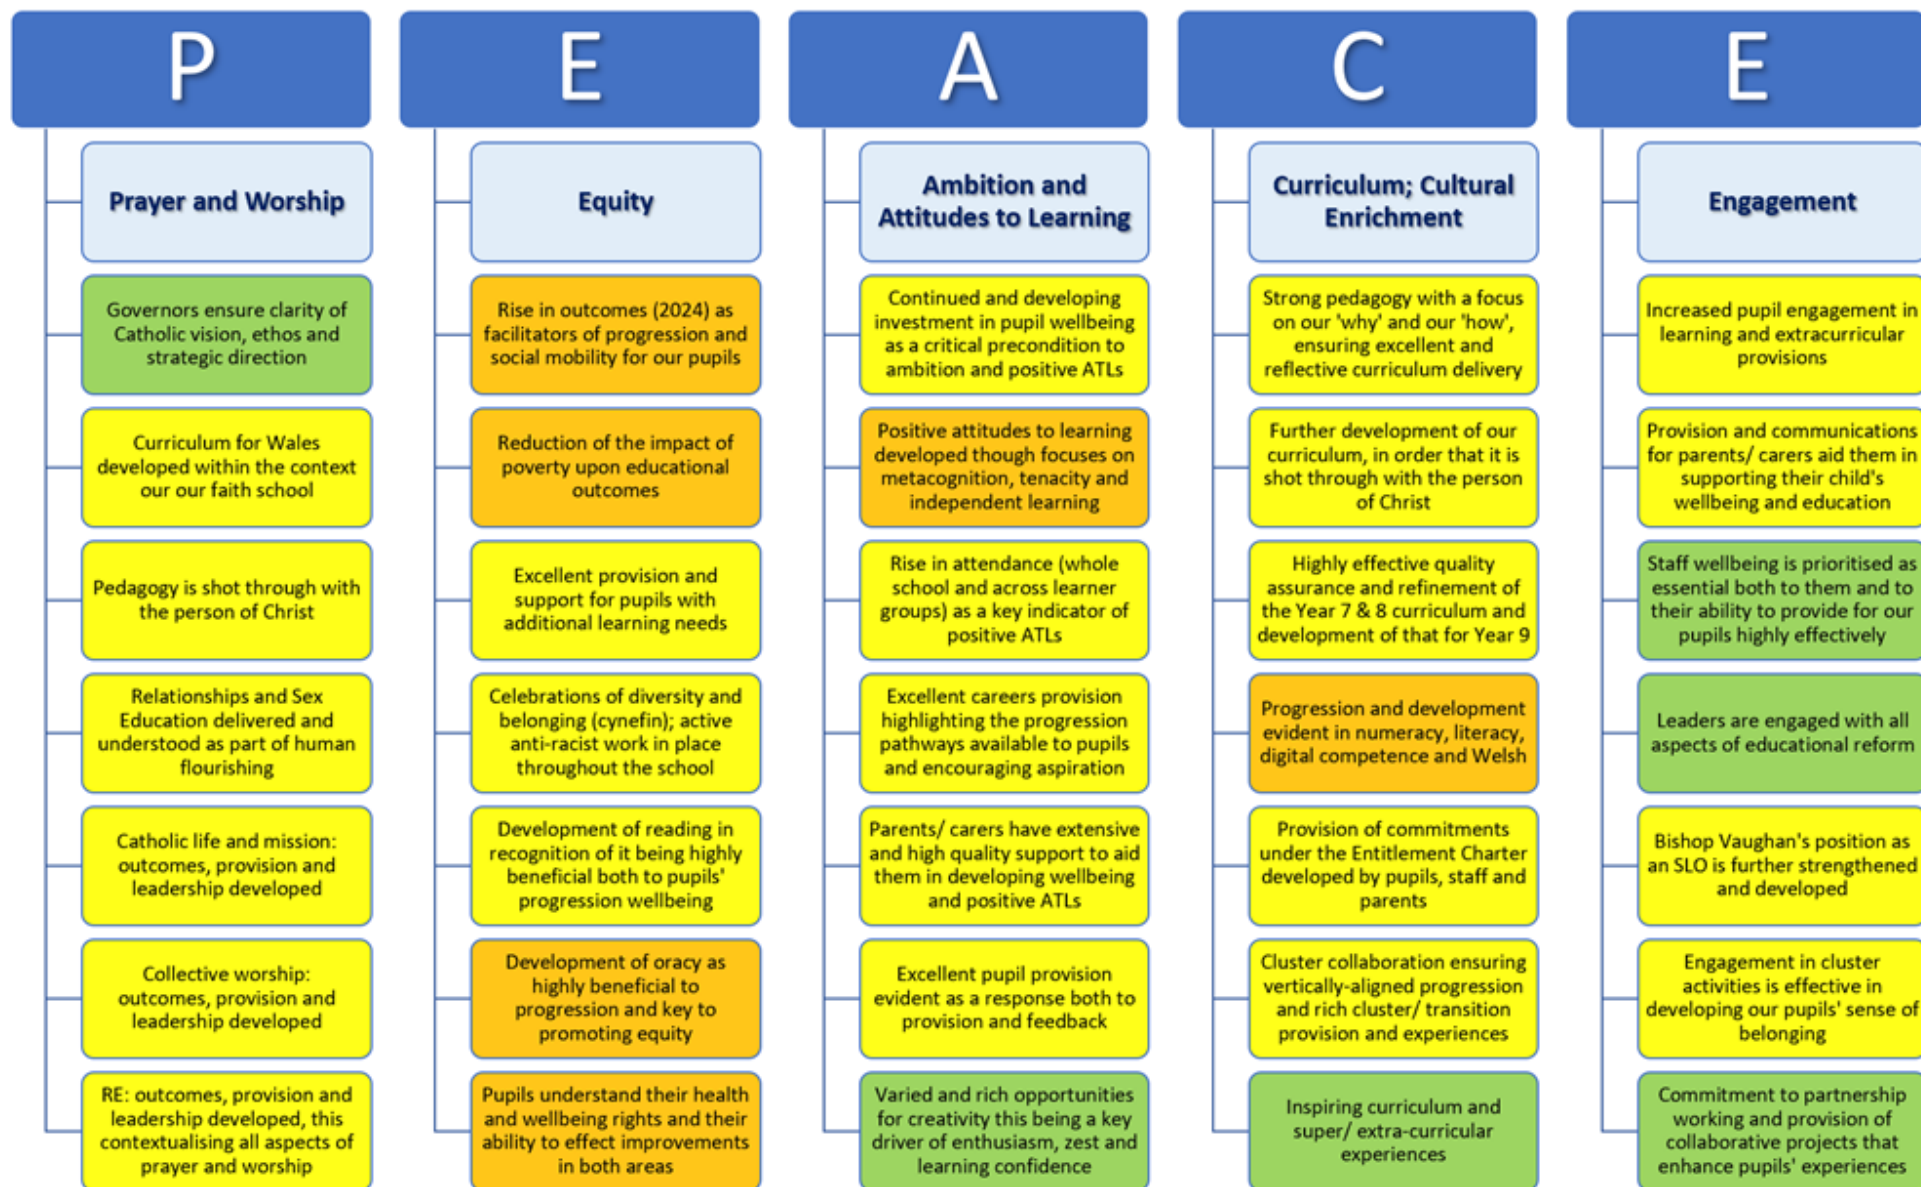 P
Prayer and Worship
Governors ensure clarity of
Catholic vision, ethos and
strategic direction
Curriculum for Wales
developed within the context
our our faith school
Pedagogy is shot through with
the person of Christ
Relationships and Sex
Education delivered and
understood as part of human
flourishing
Catholic life and mission:
outcomes, provision and
leadership developed
Collective worship:
outcomes, provision and
leadership developed
RE: outcomes, provision and
leadership developed, this
contextualising all aspects of
prayer and worship
E
Equity
Rise in outcomes (2024) as
facilitators of progression and
social mobility for our pupils
Reduction of the impact of
poverty upon educational
outcomes
Excellent provision and
support for pupils with
additional learning needs
Celebrations of diversity and
belonging (cynefin); active
anti-racist work in place
throughout the school
Development of reading in
recognition of it being highly
beneficial both to pupils'
progression wellbeing
Development of oracy as
highly beneficial to
progression and key to
promoting equity
Pupils understand their health
and wellbeing rights and their
ability to effect improvements
in both areas
A
Ambition and
Attitudes to Learning
Continued and developing
investment in pupil wellbeing
as a critical precondition to
ambition and positive ATLs
Positive attitudes to learning
developed though focuses on
metacognition, tenacity and
independent learning
Rise in attendance (whole
school and across learner
groups) as a key indicator of
positive ATLs
Excellent careers provision
highlighting the progression
pathways available to pupils
and encouraging aspiration
Parents/ carers have extensive
and high quality support to aid
them in developing wellbeing
and positive ATLs
Excellent pupil provision
evident as a response both to
provision and feedback
Varied and rich opportunities
for creativity this being a key
driver of enthusiasm, zest and
learning confidence
C
Curriculum; Cultural
Enrichment
Strong pedagogy with a focus
on our 'why' and our 'how',
ensuring excellent and
reflective curriculum delivery
Further development of our
curriculum, in order that it is
shot through with the person
of Christ
Highly effective quality
assurance and refinement of
the Year 7 & 8 curriculum and
development of that for Year 9
Progression and development
evident in numeracy, literacy,
digital competence and Welsh
Provision of commitments
under the Entitlement Charter
developed by pupils, staff and
parents
Cluster collaboration ensuring
vertically-aligned progression
and rich cluster/ transition
provision and experiences
Inspiring curriculum and
super/ extra-curricular
experiences
E
Engagement
Increased pupil engagement in
learning and extracurricular
provisions
Provision and communications
for parents/ carers aid them in
supporting their child's
wellbeing and education
Staff wellbeing is prioritised as
essential both to them and to
their ability to provide for our
pupils highly effectively
Leaders are engaged with all
aspects of educational reform
Bishop Vaughan's position as
an SLO is further strengthened
and developed
Engagement in cluster
activities is effective in
developing our pupils' sense of
belonging
Commitment to partnership
working and provision of
collaborative projects that
enhance pupils' experiences